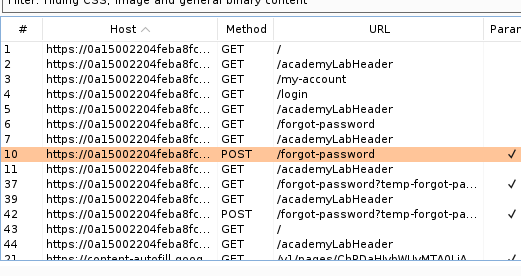 Filter: Hiding CSS, image and general binary content
# Host Method URL Param
1 https://0a15002204feba8fc... GET /
2 https://0a15002204feba8fc... GET /academyLabHeader
3 https://0a15002204feba8fc... GET /my-account
4 https://0a15002204feba8fc... GET /login
5 https://0a15002204feba8fc... GET /academyLabHeader
6 https://0a15002204feba8fc... GET /forgot-password
7 https://0a15002204feba8fc... GET /academyLabHeader
10 https://0a15002204feba8fc... POST /forgot-password ✓
11 https://0a15002204feba8fc... GET /academyLabHeader
37 https://0a15002204feba8fc... GET /forgot-password?temp-forgot-pa... ✓
39 https://0a15002204feba8fc... GET /academyLabHeader
42 https://0a15002204feba8fc... POST /forgot-password?temp-forgot-pa... ✓
43 https://0a15002204feba8fc... GET /
44 https://0a15002204feba8fc... GET /academyLabHeader
21 https://content-autofill.goog... GET